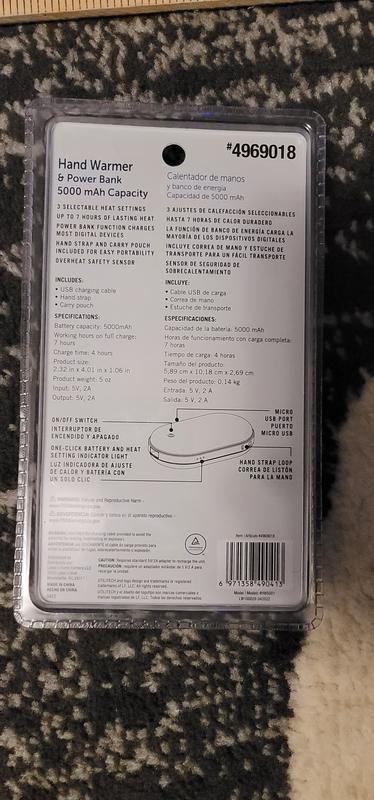 #4969018
Hand Warmer
& Power Bank
5000 mAh Capacity
3 SELECTABLE HEAT SETTINGS
UP TO 7 HOURS OF LASTING HEAT
POWER BANK FUNCTION CHARGES
MOST DIGITAL DEVICES
HAND STRAP AND CARRY POUCH
INCLUDED FOR EASY PORTABILITY
OVERHEAT SAFETY SENSOR
INCLUDES:
• USB charging cable
• Hand strap
• Carry pouch
SPECIFICATIONS:
Battery capacity: 5000mAh
Working hours on full charge:
7 hours
Charge time: 4 hours
Product size:
2,32 in x 4.01 in x 1.06 in
Product weight: 5 oz
Input: 5V, 2A
Output: 5V, 2A
Calentador de manos
y banco de energía
Capacidad de 5000 mAh
3 AJUSTES DE CALEFACCIÓN SELECCIONABLES
HASTA 7 HORAS DE CALOR DURADERO
LA FUNCIÓN DE BANCO DE ENERGÍA CARGA LA
MAYORÍA DE LOS DISPOSITIVOS DIGITALES
INCLUYE CORREA DE MANO Y ESTUCHE DE
TRANSPORTE PARA UN FÁCIL TRANSPORTE
SENSOR DE SEGURIDAD DE
SOBRECALENTAMIENTO
INCLUYE:
• Cable USB de carga
• Correa de mano
• Estuche de transporte
ESPECIFICACIONES:
Capacidad de la batería: 5000 mAh
Horas de funcionamiento con carga completa:
7 horas
Tiempo de carga: 4 horas
Tamaño del producto:
5,89 cm x 10,18 cm x 2,69 cm
Peso del producto: 0,14 kg
Entrada: 5 V, 2 A
Salida: 5 V, 2 A
ON/OFF SWITCH
INTERRUPTOR DE
ENCENDIDO Y APAGADO
ONE-CLICK BATTERY AND HEAT
SETTING INDICATOR LIGHT
LUZ INDICADORA DE AJUSTE
DE CALOR Y BATERÍA CON
UN SOLO CLIC
MICRO
USB PORT
PUERTO
MICRO USB
HAND STRAP LOOP
CORREA DE LISTÓN
PARA LA MANO
WARNING: Cancer and Reproductive Harm -
MADE IN CHINA
HECHO EN CHINA
6 971358 490413